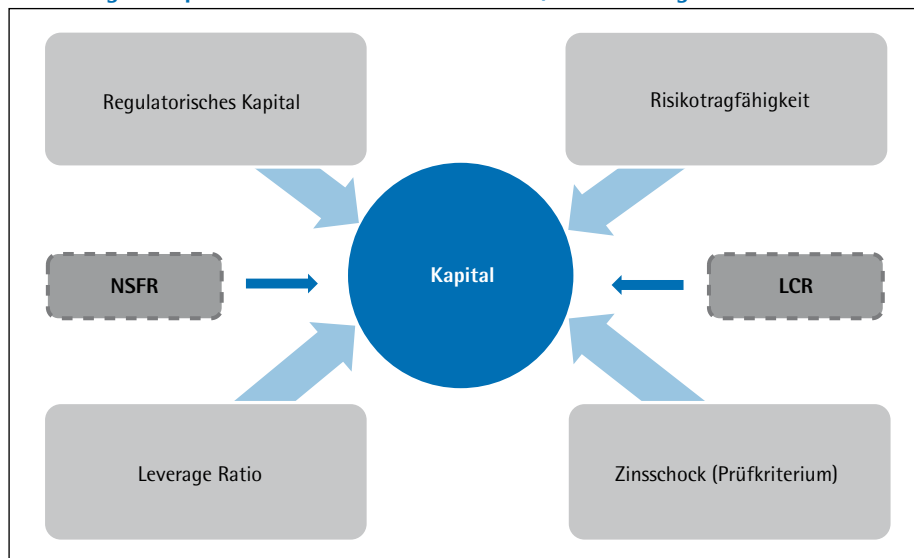 Regulatorisches Kapital
Risikotragfähigkeit
NSFR
Kapital
LCR
Leverage Ratio
Zinsschock (Prüfkriterium)